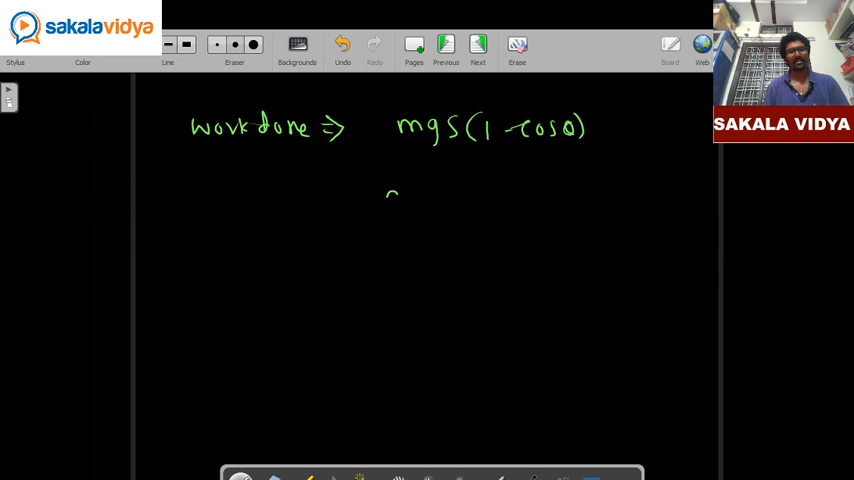 sakalavidya
Stylus Color Line Eraser Backgrounds Undo Redo Pages Previous Next Erase Board Web
SAKALA VIDYA
workdone ⇒ mgS(1 - cosθ)